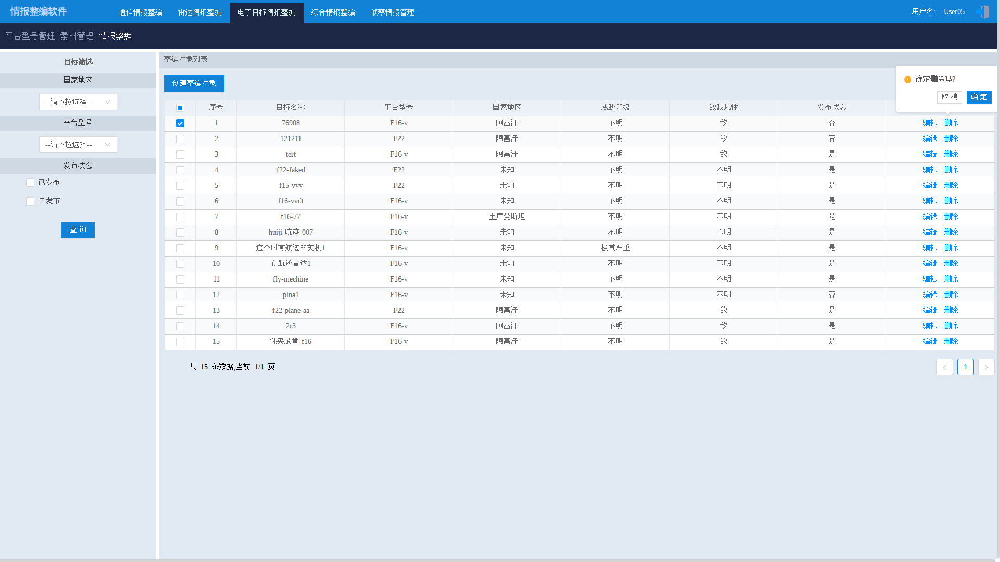 情报整编软件 通信情报整编 雷达情报整编 电子目标情报整编 综合情报整编 侦察情报管理 用户名: User05
平台型号管理 素材管理 情报整编
目标筛选
国家地区
--请下拉选择--
平台型号
--请下拉选择--
发布状态
已发布
未发布
查 询
整编对象列表
创建整编对象
确定删除吗?
取 消 确 定
序号 目标名称 平台型号 国家地区 威胁等级 敌我属性 发布状态
1 76908 F16-v 阿富汗 不明 敌 否 编辑 删除
2 121211 F22 阿富汗 不明 敌 否 编辑 删除
3 tert F16-v 阿富汗 不明 敌 是 编辑 删除
4 f22-faked F22 未知 不明 不明 是 编辑 删除
5 f15-vvv F22 未知 不明 不明 是 编辑 删除
6 f16-vvdt F16-v 未知 不明 不明 是 编辑 删除
7 f16-77 F16-v 土库曼斯坦 不明 不明 是 编辑 删除
8 huiji-航迹-007 F16-v 未知 不明 不明 是 编辑 删除
9 这个时有航迹的灰机1 F16-v 未知 极其严重 不明 是 编辑 删除
10 有航迹雷达1 F16-v 未知 不明 不明 是 编辑 删除
11 fly-mechine F16-v 未知 不明 不明 是 编辑 删除
12 plna1 F16-v 未知 不明 不明 否 编辑 删除
13 f22-plane-aa F22 阿富汗 不明 敌 是 编辑 删除
14 2r3 F16-v 阿富汗 不明 敌 是 编辑 删除
15 饿买录肯-f16 F16-v 阿富汗 不明 敌 是 编辑 删除
共 15 条数据,当前 1/1 页 < 1 >